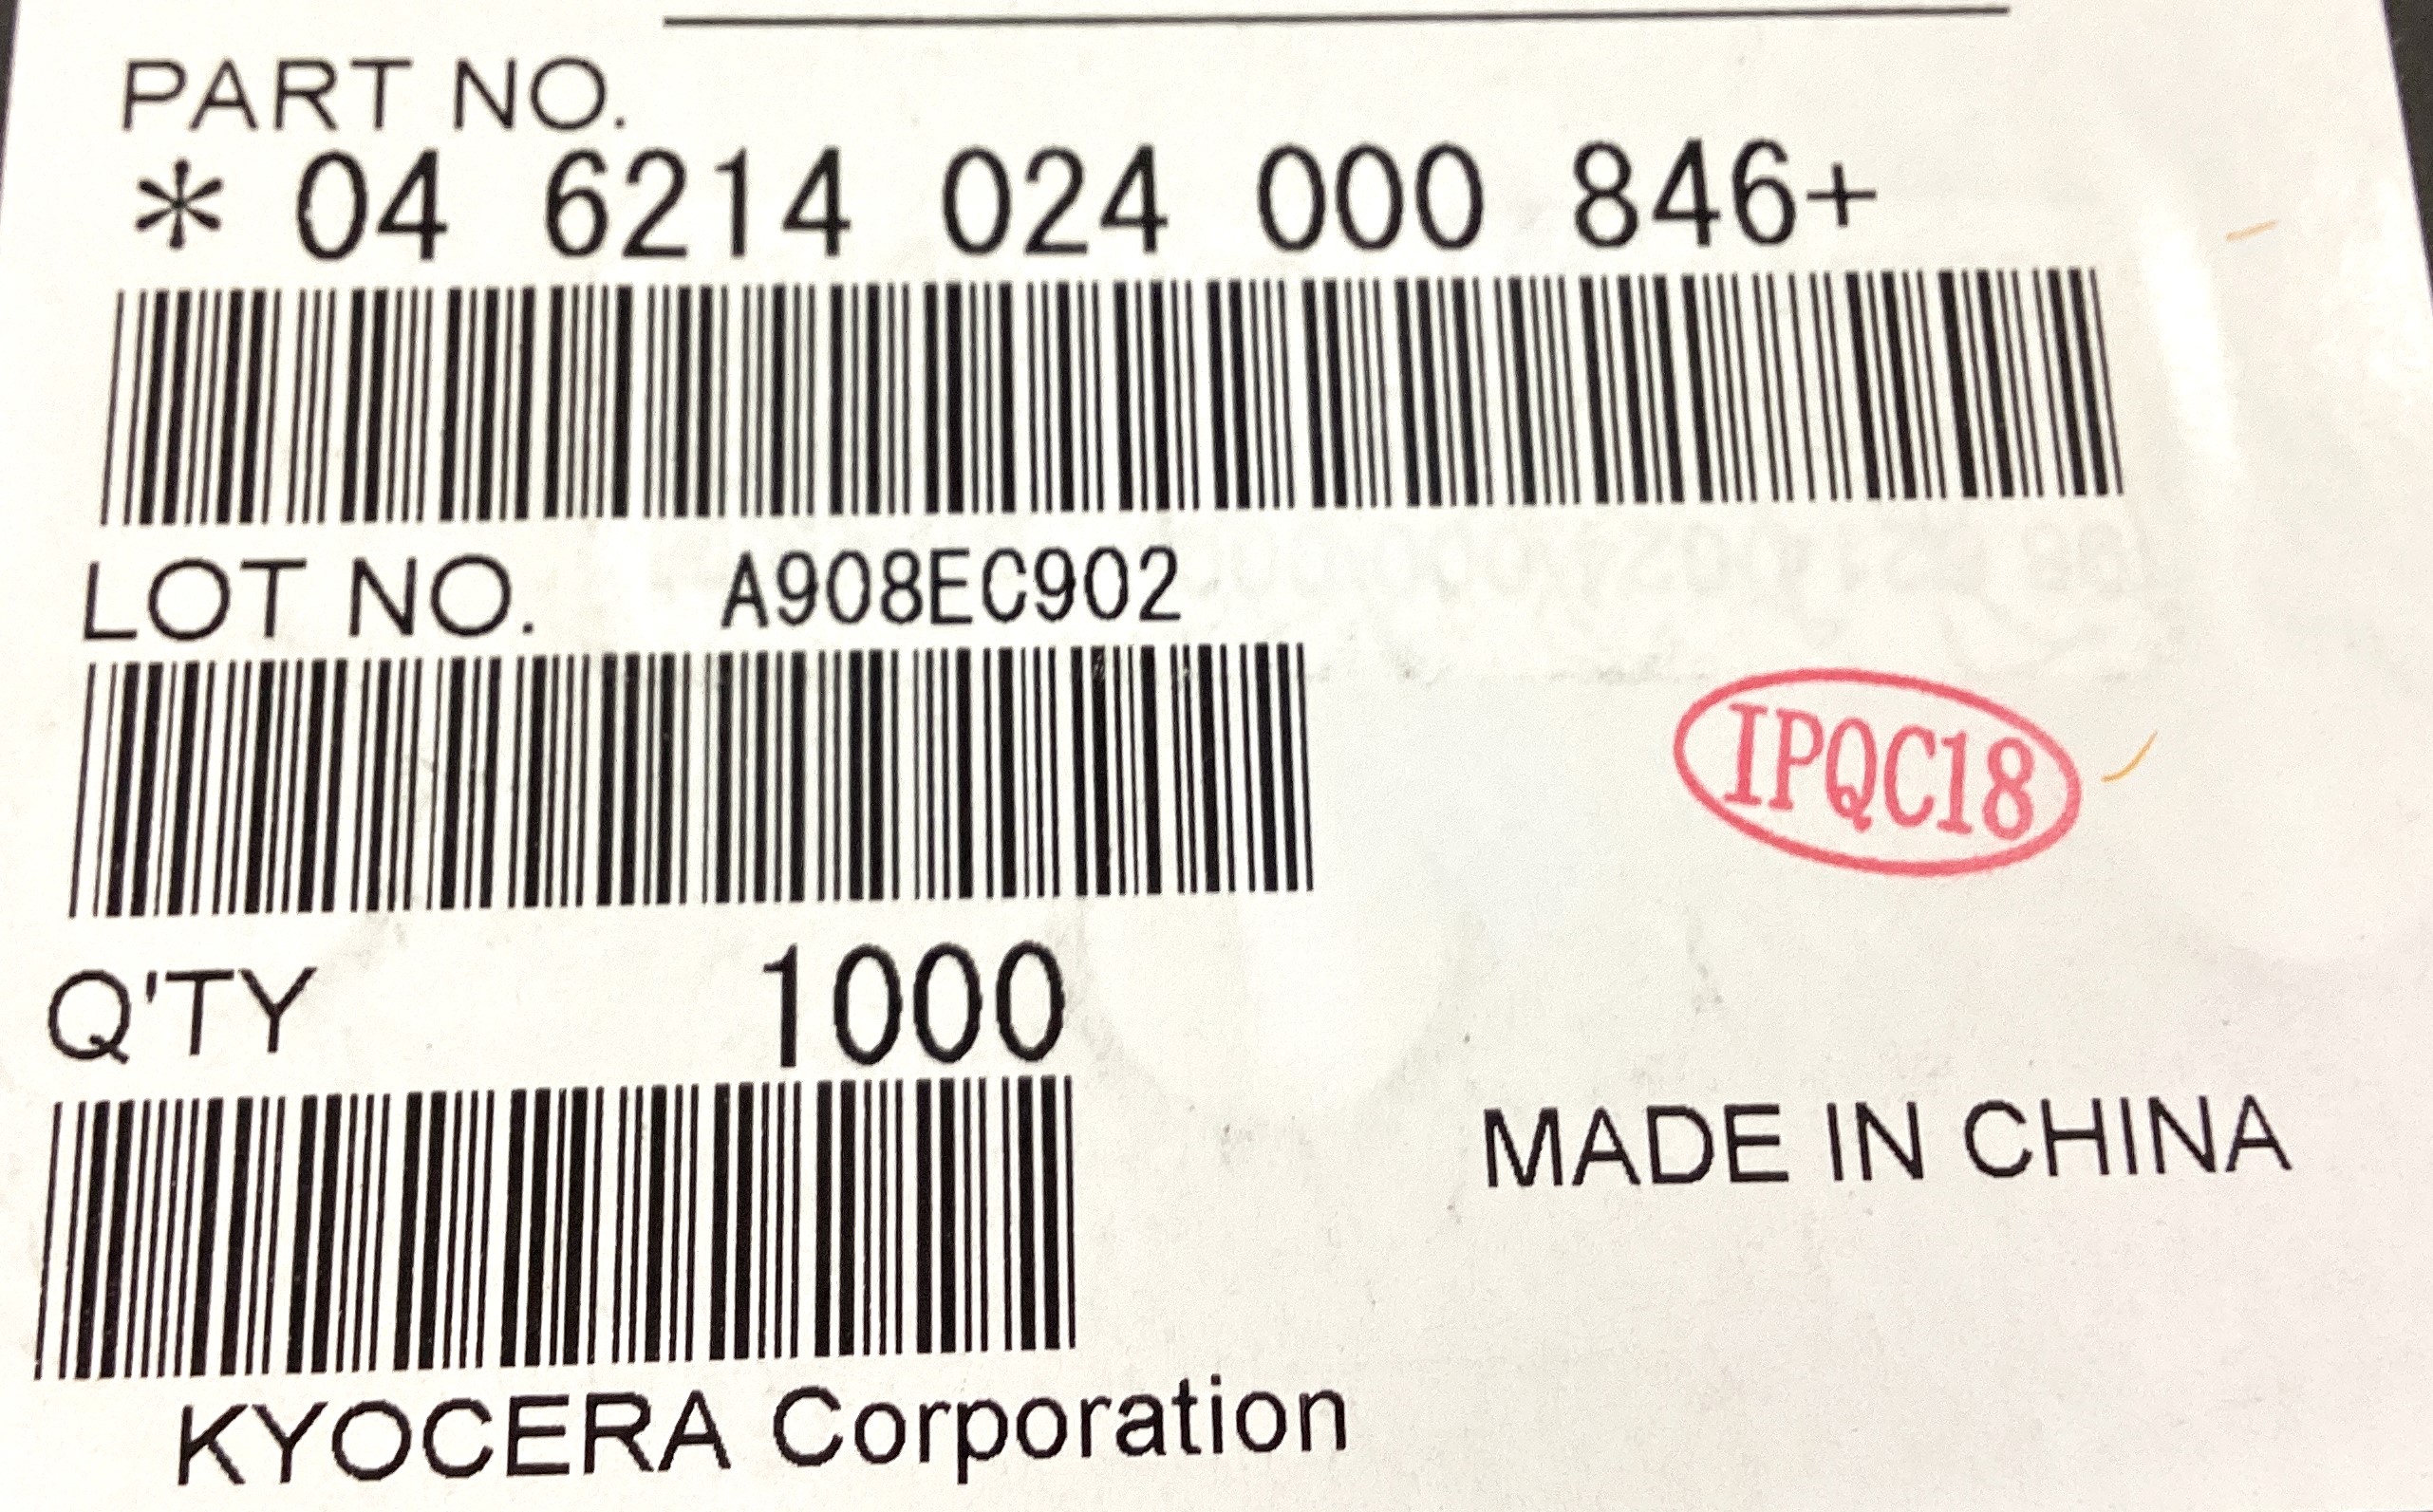 PART NO.
* 04 6214 024 000 846+
LOT NO. A908EC902
IPQC18
Q'TY 1000
MADE IN CHINA
KYOCERA Corporation